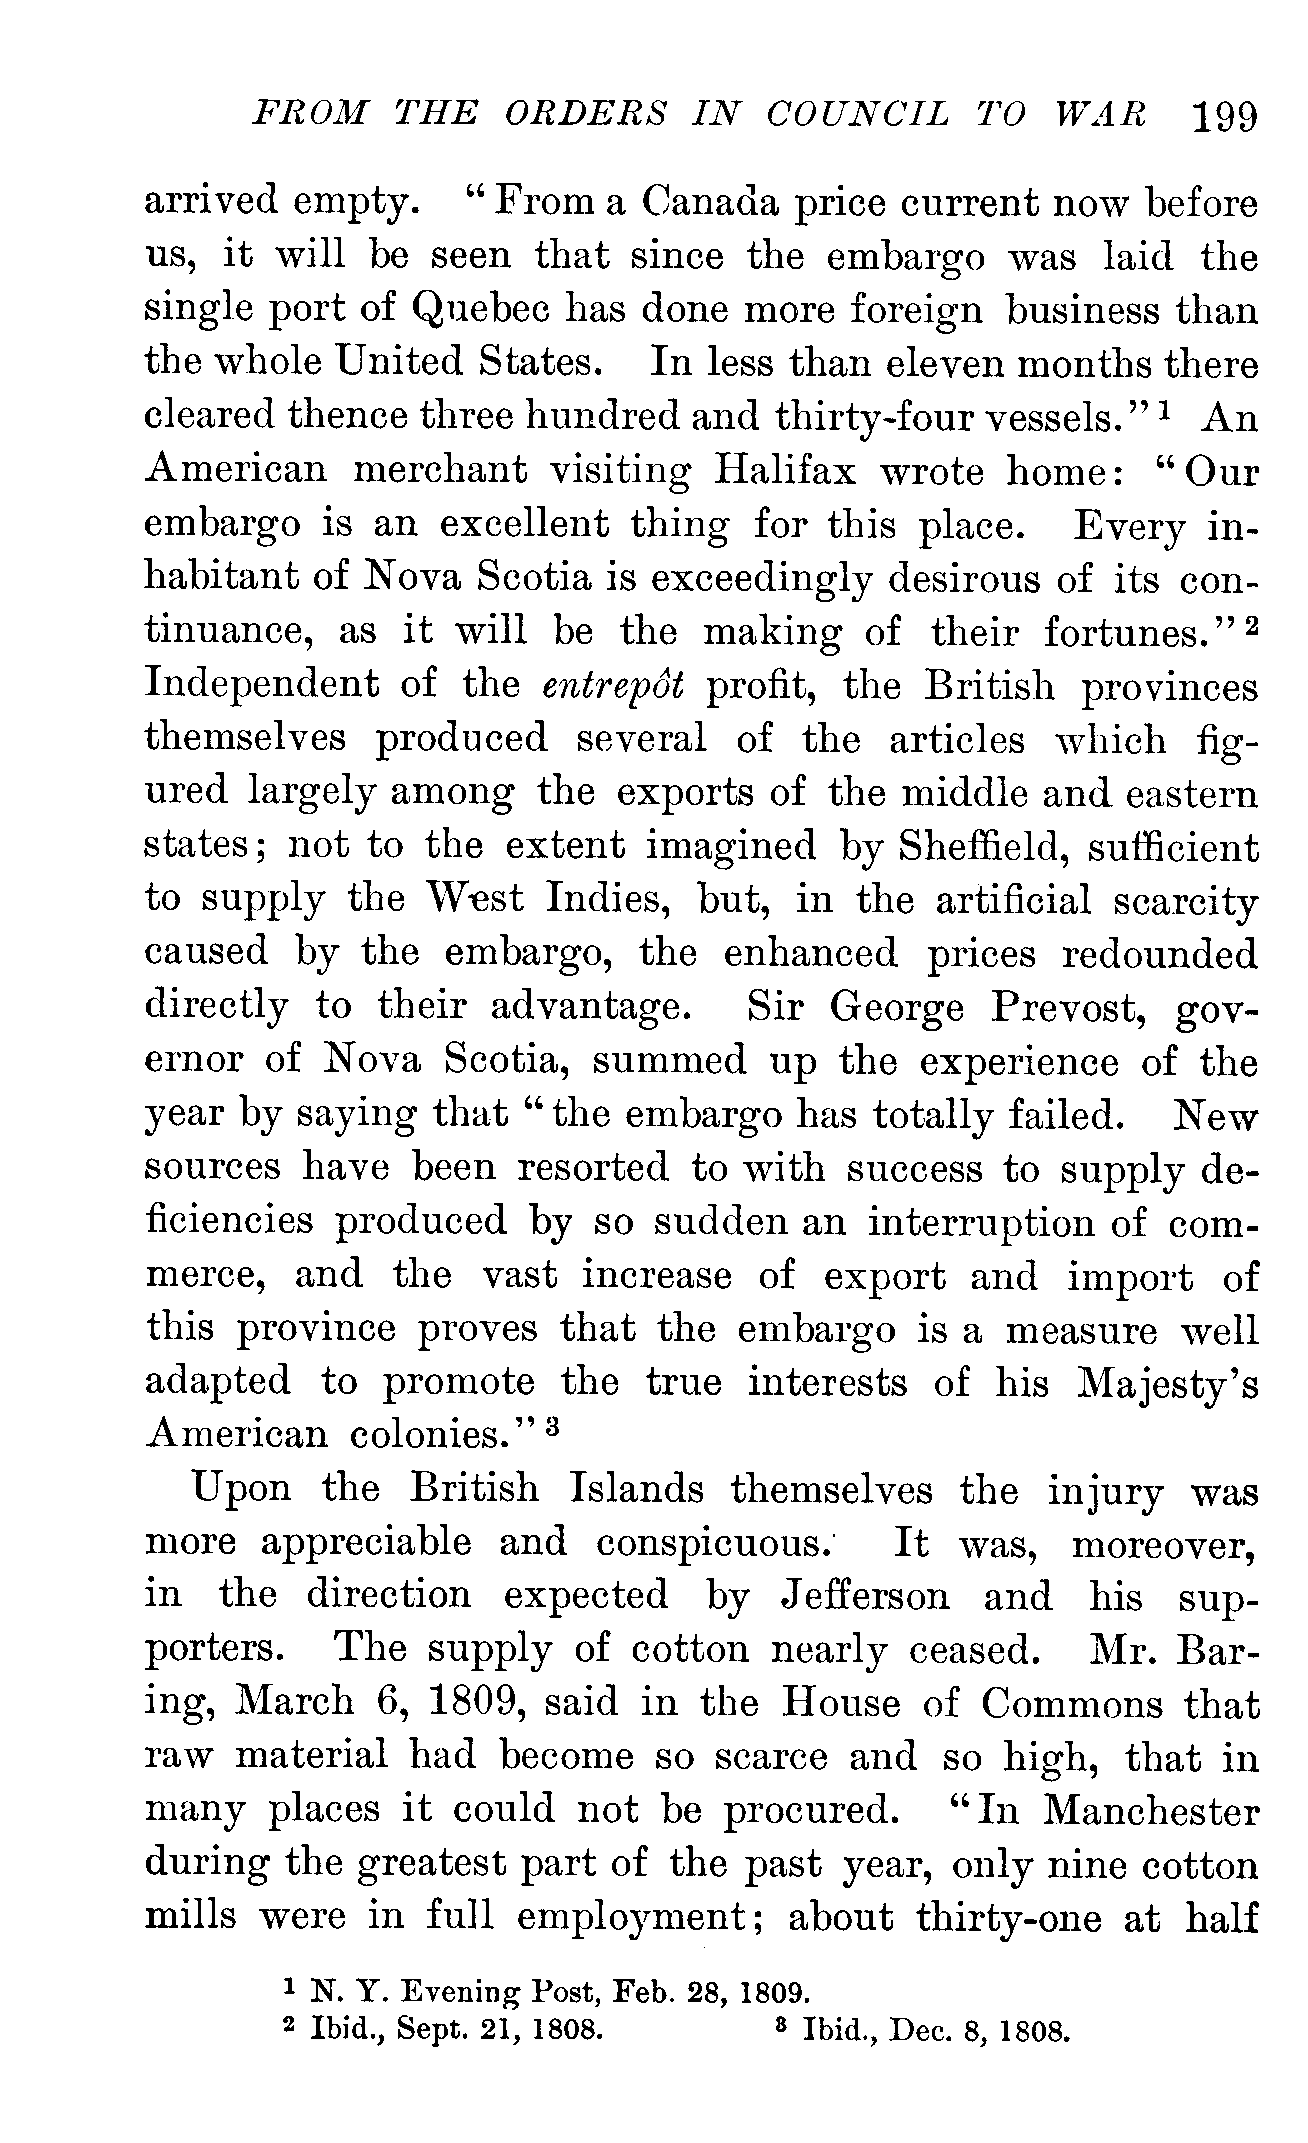 FROM THE ORDERS IN COUNCIL TO WAR 199
arrived empty. "From a Canada price current now before
us, it will be seen that since the embargo was laid the
single port of Quebec has done more foreign business than
the whole United States. In less than eleven months there
cleared thence three hundred and thirty-four vessels."¹ An
American merchant visiting Halifax wrote home: "Our
embargo is an excellent thing for this place. Every in-
habitant of Nova Scotia is exceedingly desirous of its con-
tinuance, as it will be the making of their fortunes."²
Independent of the entrepôt profit, the British provinces
themselves produced several of the articles which fig-
ured largely among the exports of the middle and eastern
states; not to the extent imagined by Sheffield, sufficient
to supply the West Indies, but, in the artificial scarcity
caused by the embargo, the enhanced prices redounded
directly to their advantage. Sir George Prevost, gov-
ernor of Nova Scotia, summed up the experience of the
year by saying that "the embargo has totally failed. New
sources have been resorted to with success to supply de-
ficiencies produced by so sudden an interruption of com-
merce, and the vast increase of export and import of
this province proves that the embargo is a measure well
adapted to promote the true interests of his Majesty's
American colonies."³
Upon the British Islands themselves the injury was
more appreciable and conspicuous. It was, moreover,
in the direction expected by Jefferson and his sup-
porters. The supply of cotton nearly ceased. Mr. Bar-
ing, March 6, 1809, said in the House of Commons that
raw material had become so scarce and so high, that in
many places it could not be procured. "In Manchester
during the greatest part of the past year, only nine cotton
mills were in full employment; about thirty-one at half
¹ N. Y. Evening Post, Feb. 28, 1809.
² Ibid., Sept. 21, 1808. ³ Ibid., Dec. 8, 1808.